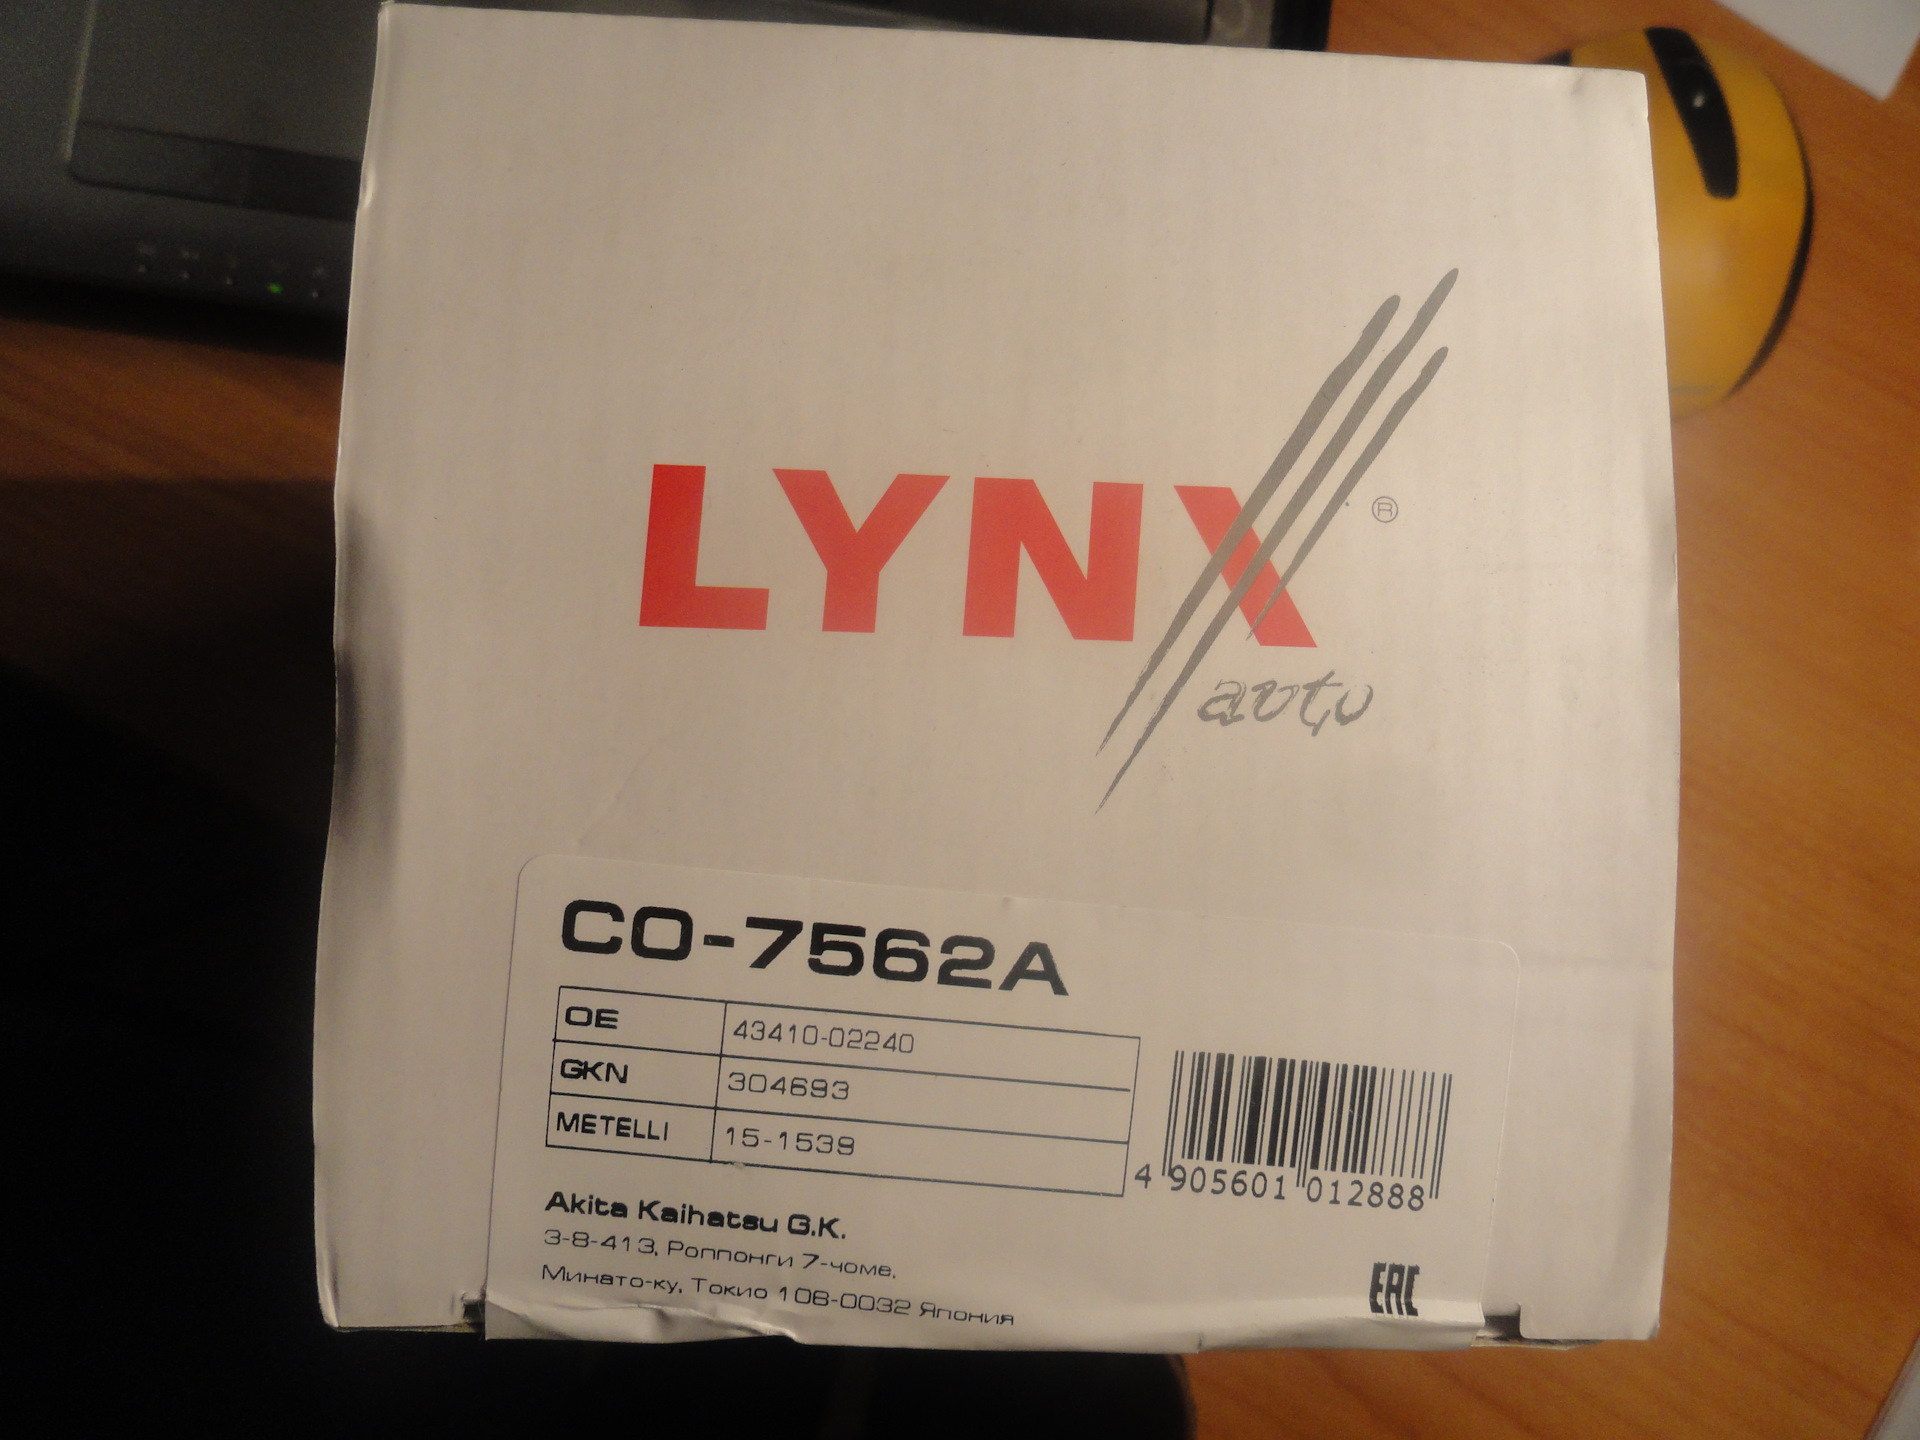 LYNX
®
auto
CO-7562A
OE 43410-02240
GKN 304693
METELLI 15-1539
4 905601 012888
Akita Kaihatsu G.K.
3-8-413, Роппонги 7-чоме,
Минато-ку, Токио 106-0032 Япония
EAC